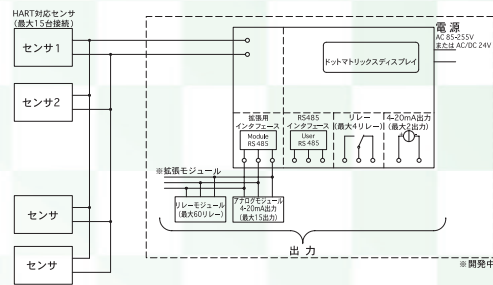 HART対応センサ
(最大15台接続)
センサ1
センサ2
センサ
センサ
電源
AC 85-255V
または AC/DC 24V
ドットマトリックスディスプレイ
拡張用
インタフェース
Module
RS 485
RS485
インタフェース
User
RS 485
リレー
(最大4リレー)
4-20mA出力
(最大2出力)
※拡張モジュール
リレーモジュール
(最大60リレー)
アナログモジュール
4-20mA出力
(最大15出力)
出力
※開発中